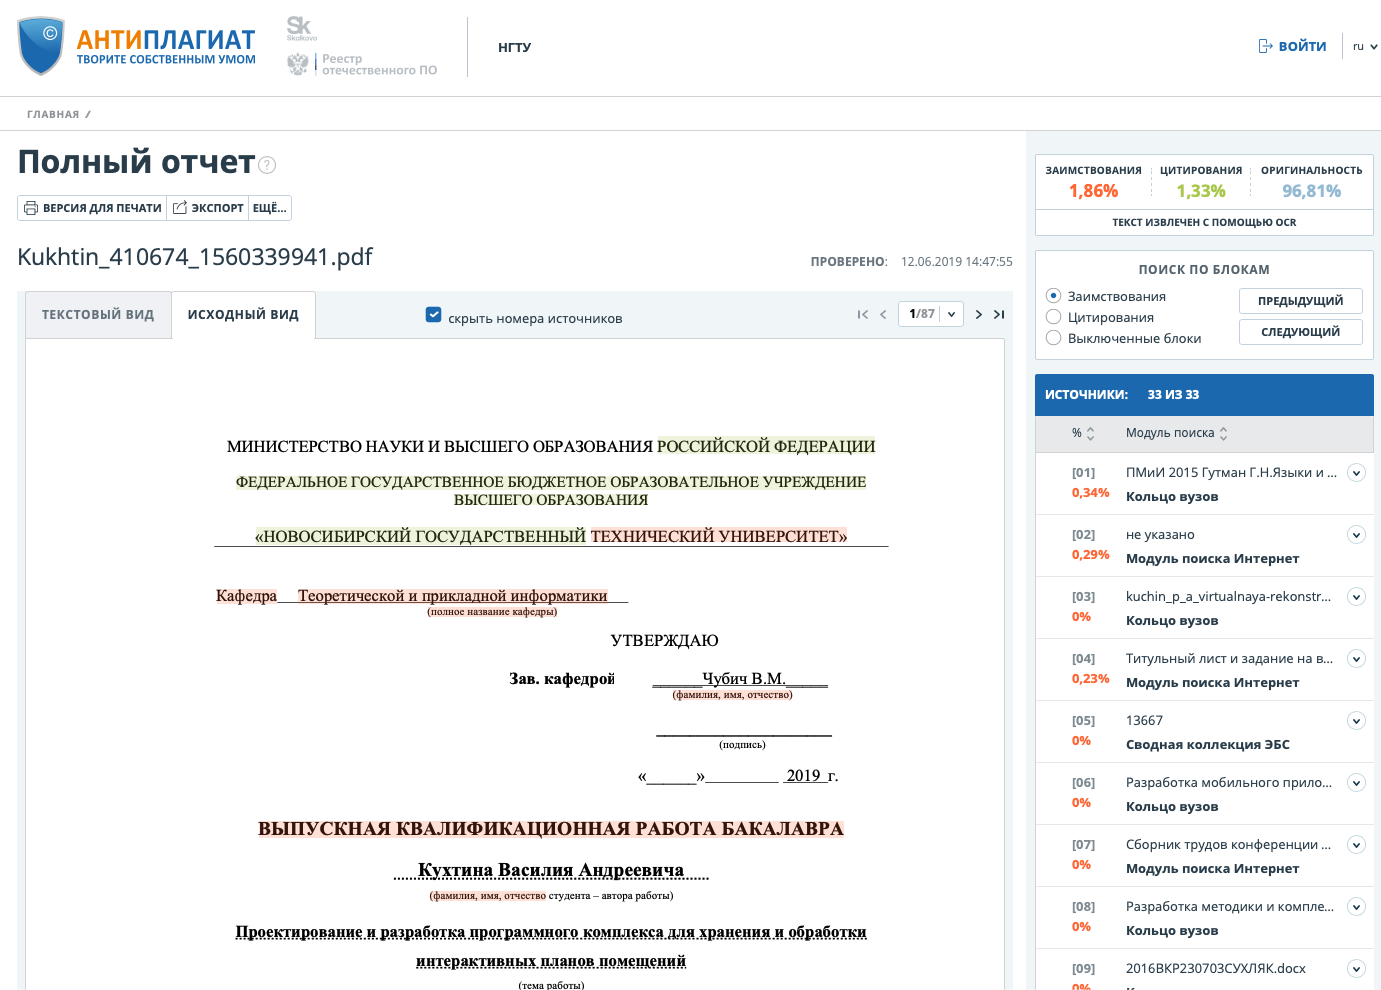 АНТИПЛАГИАТ
ТВОРИТЕ СОБСТВЕННЫМ УМОМ
Sk
Skolkovo
Реестр
отечественного ПО
НГТУ
ВОЙТИ
ru
ГЛАВНАЯ /
Полный отчет ?
ВЕРСИЯ ДЛЯ ПЕЧАТИ
ЭКСПОРТ
ЕЩЁ...
Kukhtin_410674_1560339941.pdf
ПРОВЕРЕНО: 12.06.2019 14:47:55
ТЕКСТОВЫЙ ВИД
ИСХОДНЫЙ ВИД
скрыть номера источников
1/87
МИНИСТЕРСТВО НАУКИ И ВЫСШЕГО ОБРАЗОВАНИЯ РОССИЙСКОЙ ФЕДЕРАЦИИ
ФЕДЕРАЛЬНОЕ ГОСУДАРСТВЕННОЕ БЮДЖЕТНОЕ ОБРАЗОВАТЕЛЬНОЕ УЧРЕЖДЕНИЕ
ВЫСШЕГО ОБРАЗОВАНИЯ
«НОВОСИБИРСКИЙ ГОСУДАРСТВЕННЫЙ ТЕХНИЧЕСКИЙ УНИВЕРСИТЕТ»
Кафедра Теоретической и прикладной информатики
(полное название кафедры)
УТВЕРЖДАЮ
Зав. кафедрой ______Чубич В.М._____
(фамилия, имя, отчество)
(подпись)
«______»_________ 2019 г.
ВЫПУСКНАЯ КВАЛИФИКАЦИОННАЯ РАБОТА БАКАЛАВРА
Кухтина Василия Андреевича
(фамилия, имя, отчество студента – автора работы)
Проектирование и разработка программного комплекса для хранения и обработки
интерактивных планов помещений
(тема работы)
ЗАИМСТВОВАНИЯ
1,86%
ЦИТИРОВАНИЯ
1,33%
ОРИГИНАЛЬНОСТЬ
96,81%
ТЕКСТ ИЗВЛЕЧЕН С ПОМОЩЬЮ OCR
ПОИСК ПО БЛОКАМ
Заимствования
Цитирования
Выключенные блоки
ПРЕДЫДУЩИЙ
СЛЕДУЮЩИЙ
ИСТОЧНИКИ: 33 ИЗ 33
% Модуль поиска
[01] ПМиИ 2015 Гутман Г.Н.Языки и ...
0,34% Кольцо вузов
[02] не указано
0,29% Модуль поиска Интернет
[03] kuchin_p_a_virtualnaya-rekonstr...
0% Кольцо вузов
[04] Титульный лист и задание на в...
0,23% Модуль поиска Интернет
[05] 13667
0% Сводная коллекция ЭБС
[06] Разработка мобильного прило...
0% Кольцо вузов
[07] Сборник трудов конференции ...
0% Модуль поиска Интернет
[08] Разработка методики и компле...
0% Кольцо вузов
[09] 2016ВКР230703СУХЛЯК.docx
0%